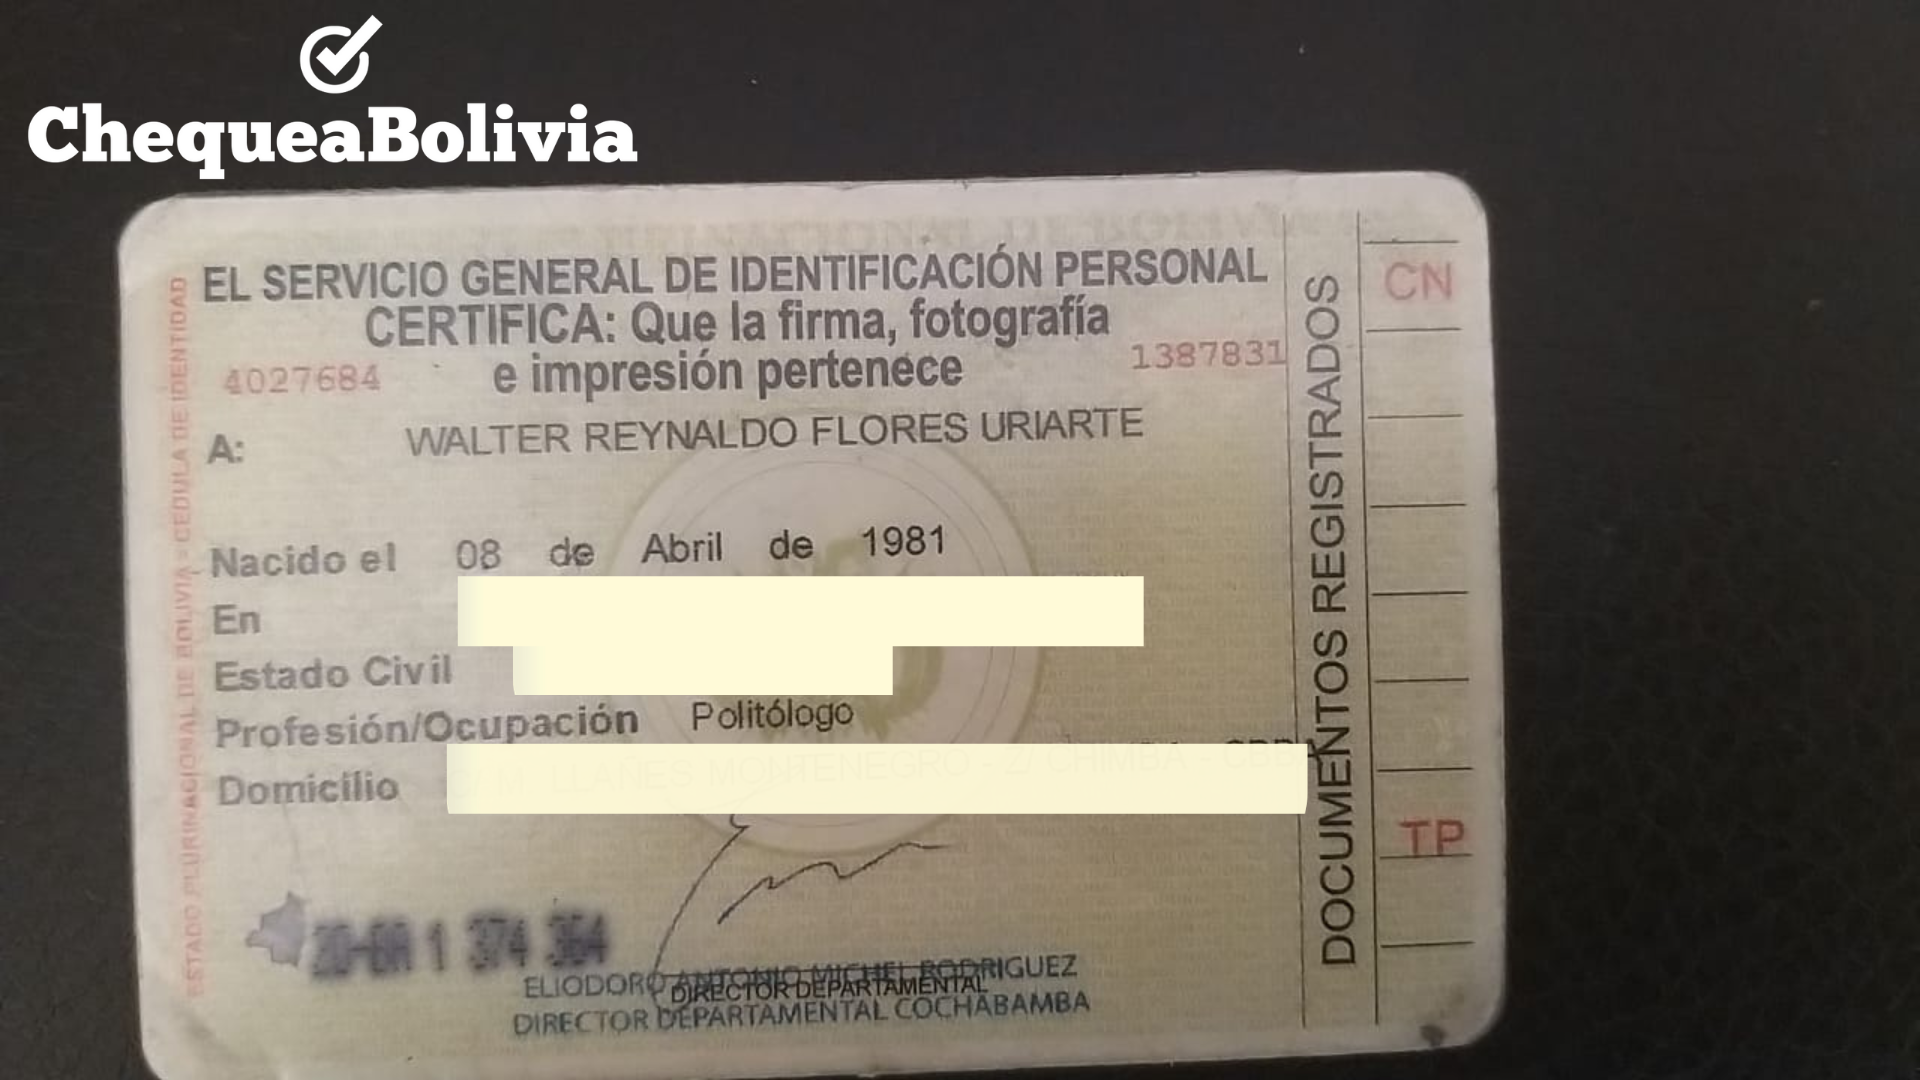 ChequeaBolivia
EL SERVICIO GENERAL DE IDENTIFICACIÓN PERSONAL
CERTIFICA: Que la firma, fotografía
e impresión pertenece
4027684
1387831
A: WALTER REYNALDO FLORES URIARTE
Nacido el 08 de Abril de 1981
En
Estado Civil
Profesión/Ocupación Politólogo
Domicilio
ELIODORO ANTONIO MICHEL RODRIGUEZ
DIRECTOR DEPARTAMENTAL
DIRECTOR DEPARTAMENTAL COCHABAMBA
ESTADO PLURINACIONAL DE BOLIVIA - CEDULA DE IDENTIDAD
DOCUMENTOS REGISTRADOS
CN
TP